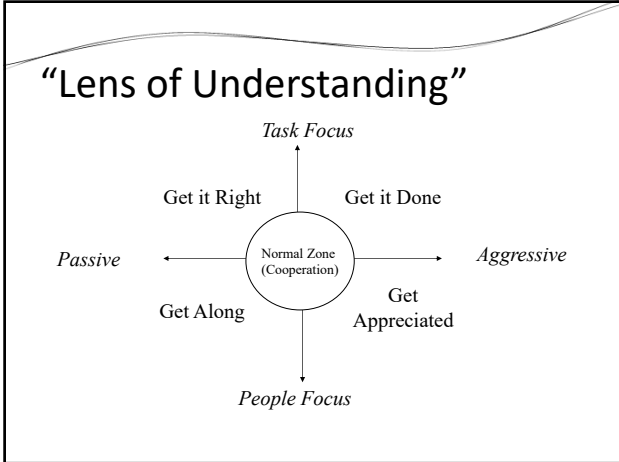 “Lens of Understanding”
Task Focus
Get it Right
Get it Done
Passive
Normal Zone
(Cooperation)
Aggressive
Get Along
Get
Appreciated
People Focus